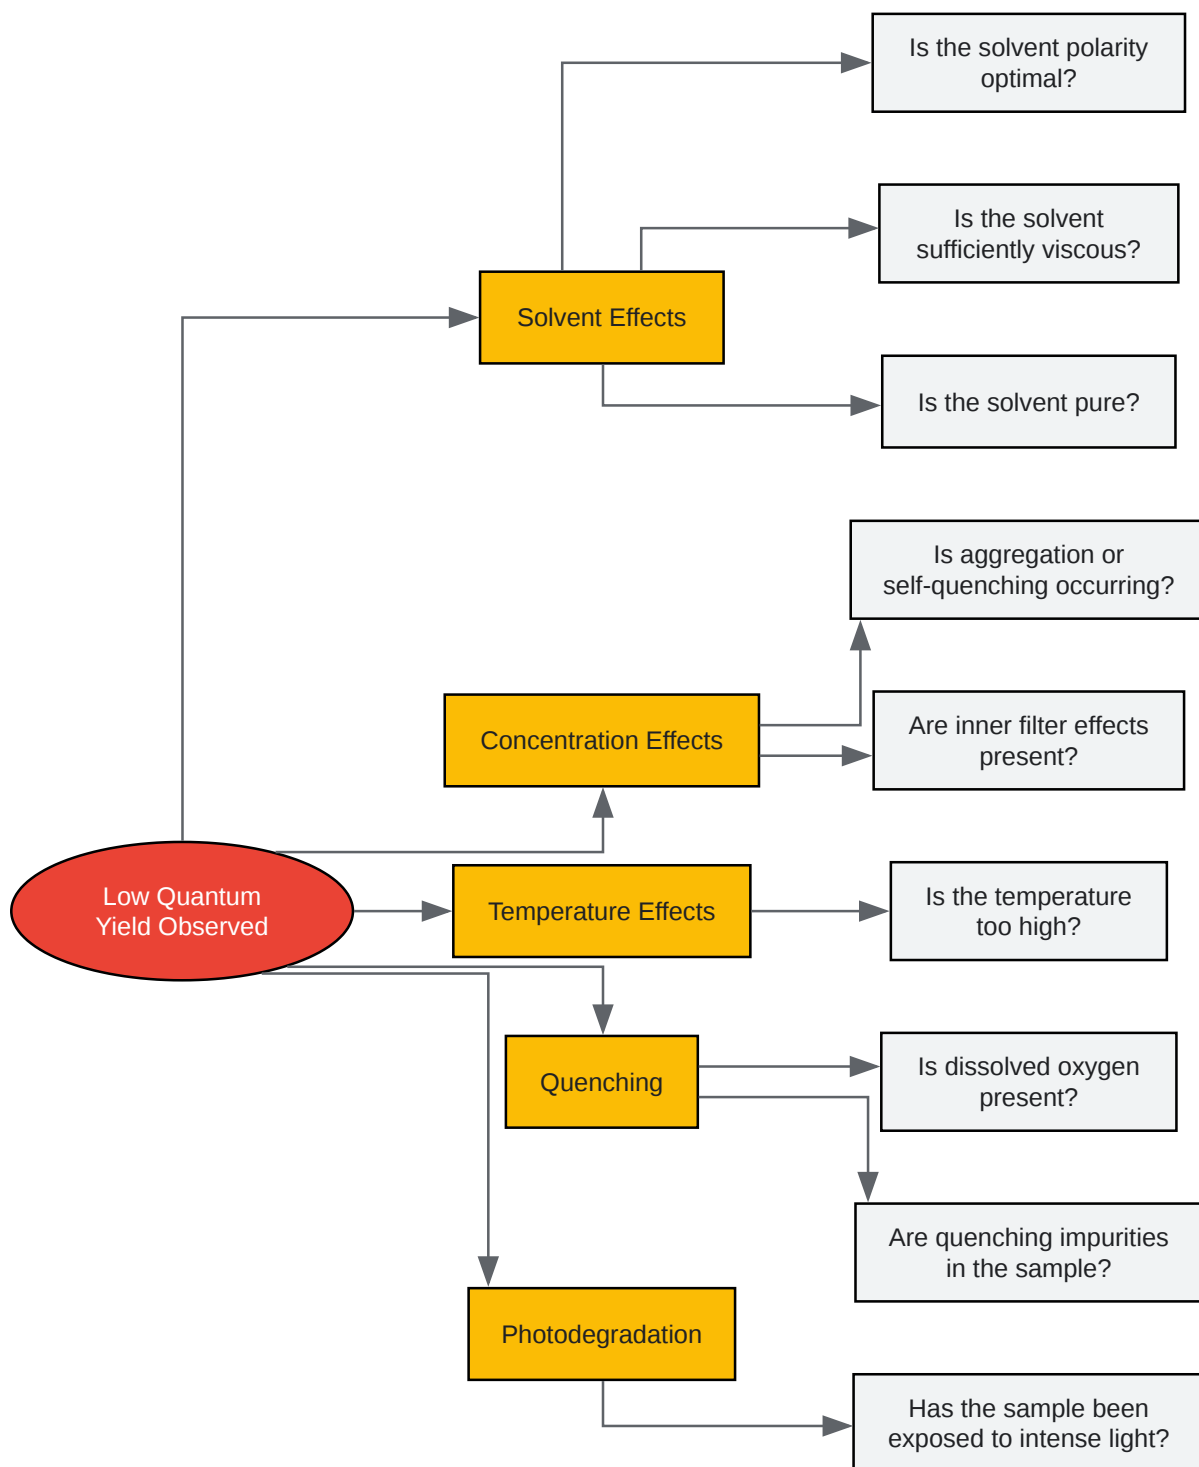 Is the solvent polarity
optimal?
Is the solvent
sufficiently viscous?
Solvent Effects
Is the solvent pure?
Is aggregation or
self-quenching occurring?
Concentration Effects
Are inner filter effects
present?
Low Quantum
Yield Observed
Temperature Effects
Is the temperature
too high?
Quenching
Is dissolved oxygen
present?
Are quenching impurities
in the sample?
Photodegradation
Has the sample been
exposed to intense light?